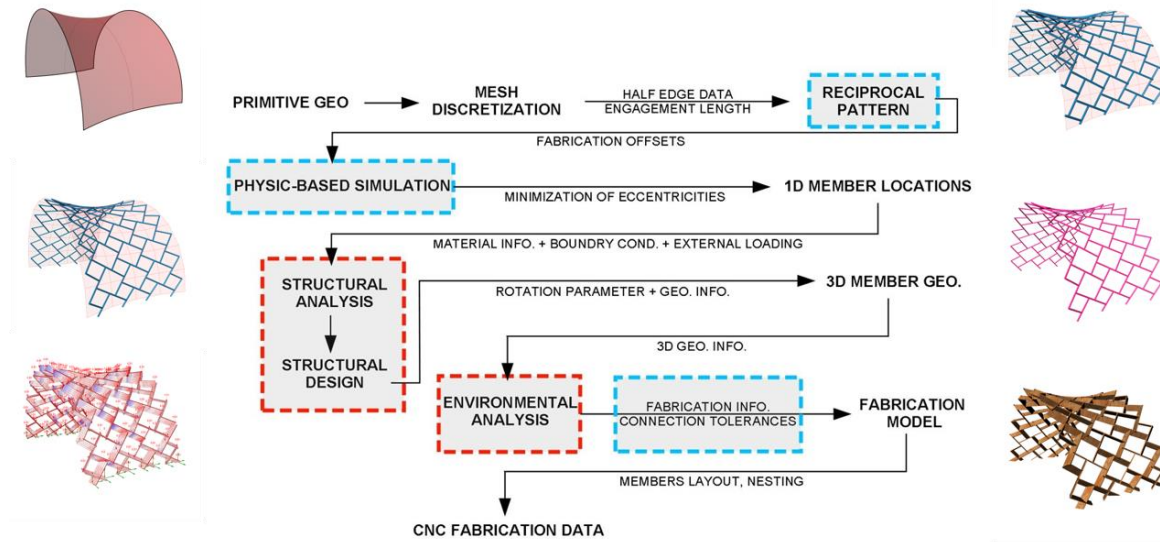 PRIMITIVE GEO
MESH
DISCRETIZATION
HALF EDGE DATA
ENGAGEMENT LENGTH
RECIPROCAL
PATTERN
FABRICATION OFFSETS
PHYSIC-BASED SIMULATION
MINIMIZATION OF ECCENTRICITIES
1D MEMBER LOCATIONS
MATERIAL INFO. + BOUNDRY COND. + EXTERNAL LOADING
STRUCTURAL
ANALYSIS
STRUCTURAL
DESIGN
ROTATION PARAMETER + GEO. INFO.
3D MEMBER GEO.
3D GEO. INFO.
ENVIRONMENTAL
ANALYSIS
FABRICATION INFO.
CONNECTION TOLERANCES
FABRICATION
MODEL
MEMBERS LAYOUT, NESTING
CNC FABRICATION DATA